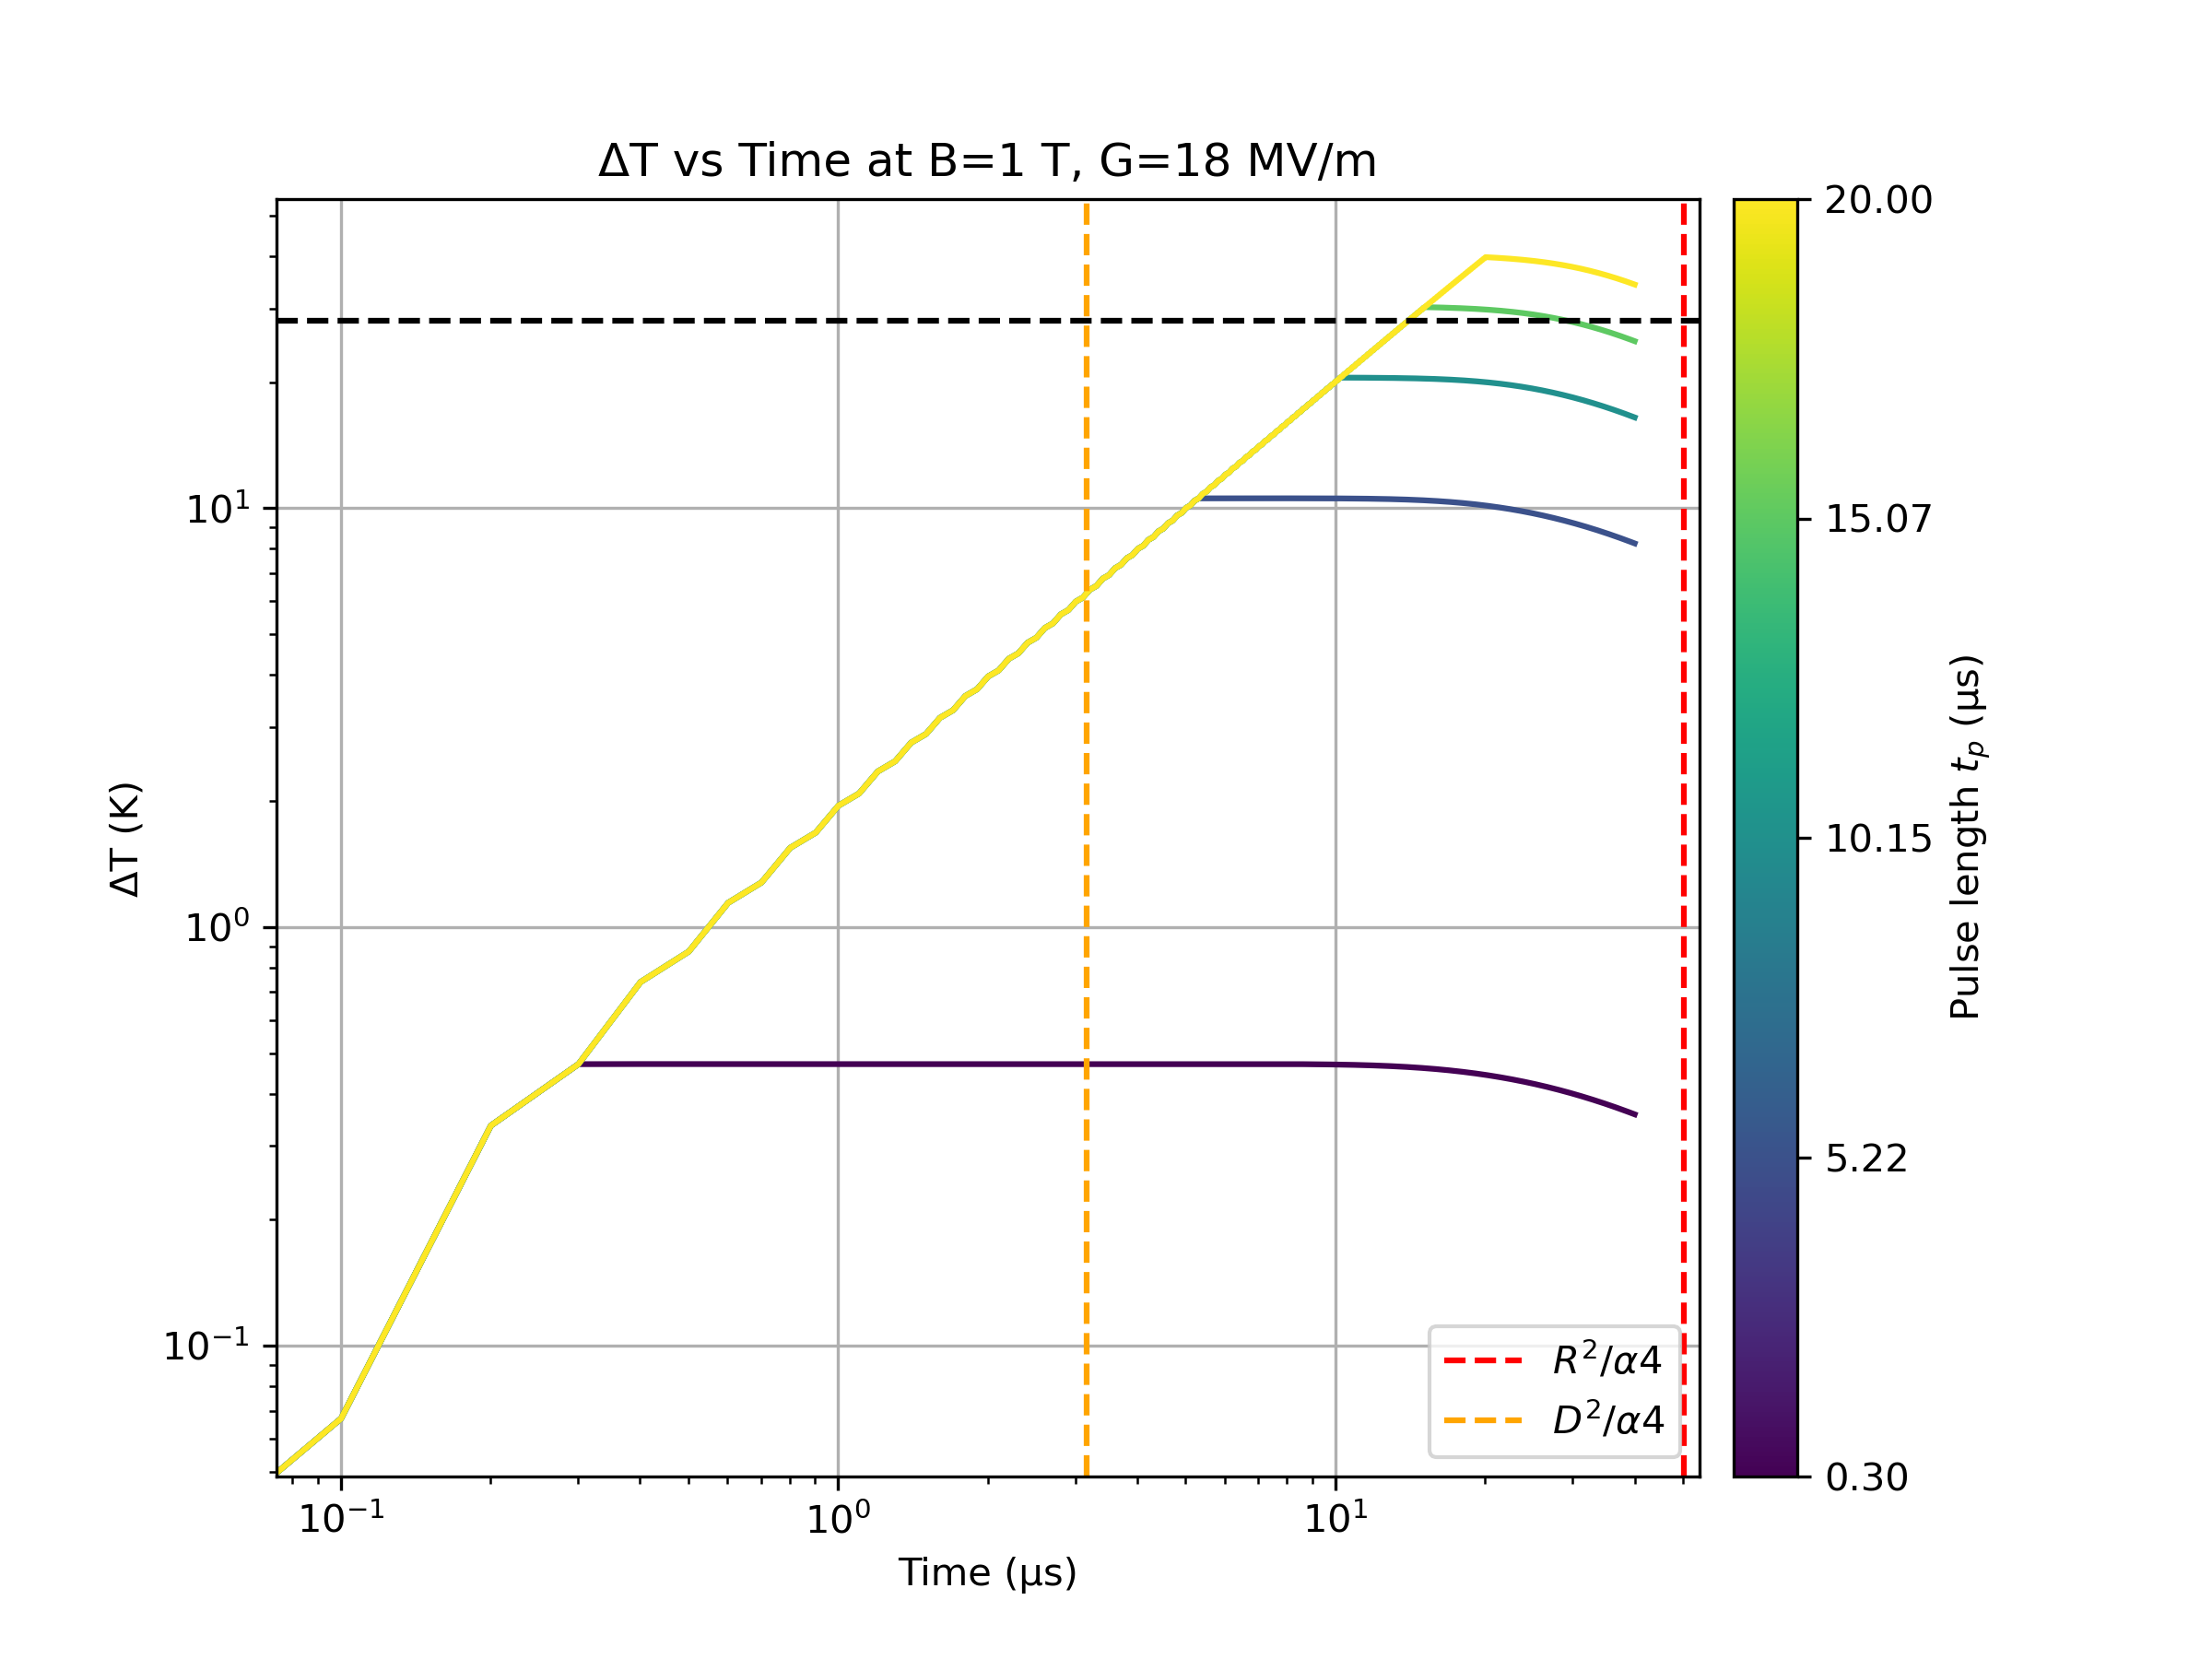 ΔT vs Time at B=1 T, G=18 MV/m
ΔT (K)
10¹
10⁰
10⁻¹
10⁻¹
10⁰
10¹
Time (μs)
R²/α4
D²/α4
20.00
15.07
10.15
5.22
0.30
Pulse length tₚ (μs)